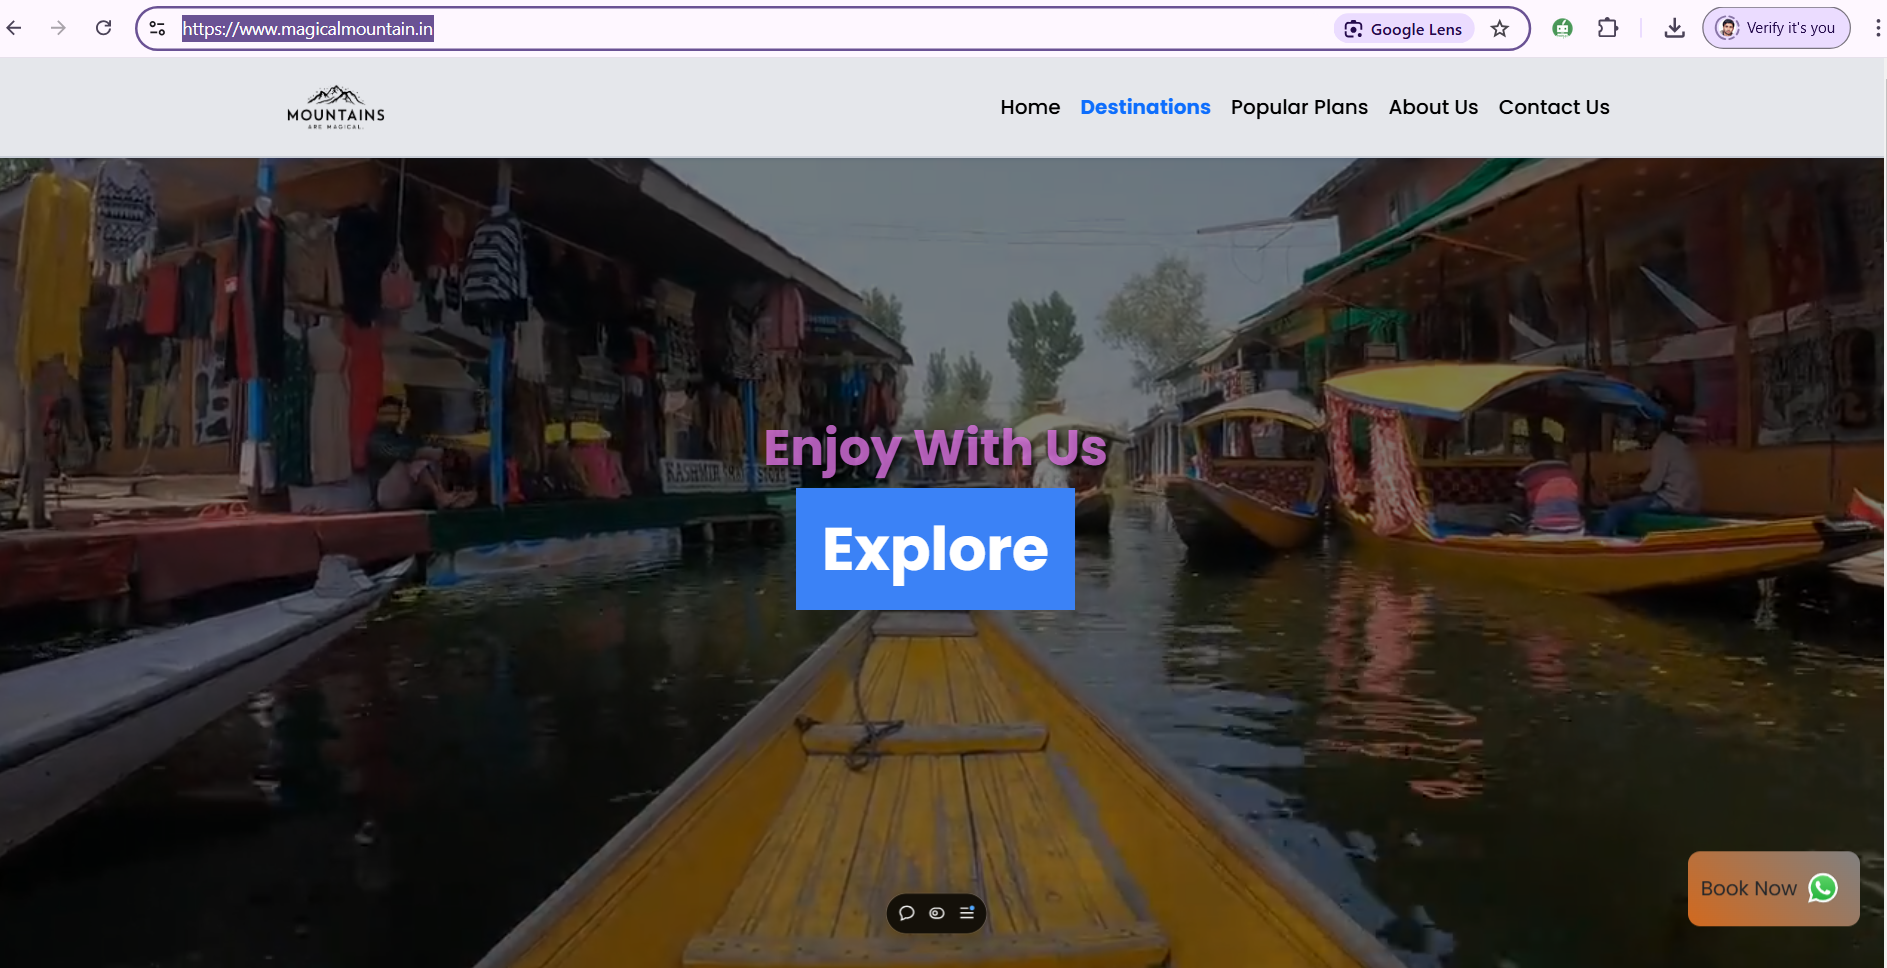 https://www.magicalmountain.in
Google Lens
Verify it's you
MOUNTAINS
ARE MAGICAL.
Home
Destinations
Popular Plans
About Us
Contact Us
Enjoy With Us
KASHMIR
Explore
Book Now